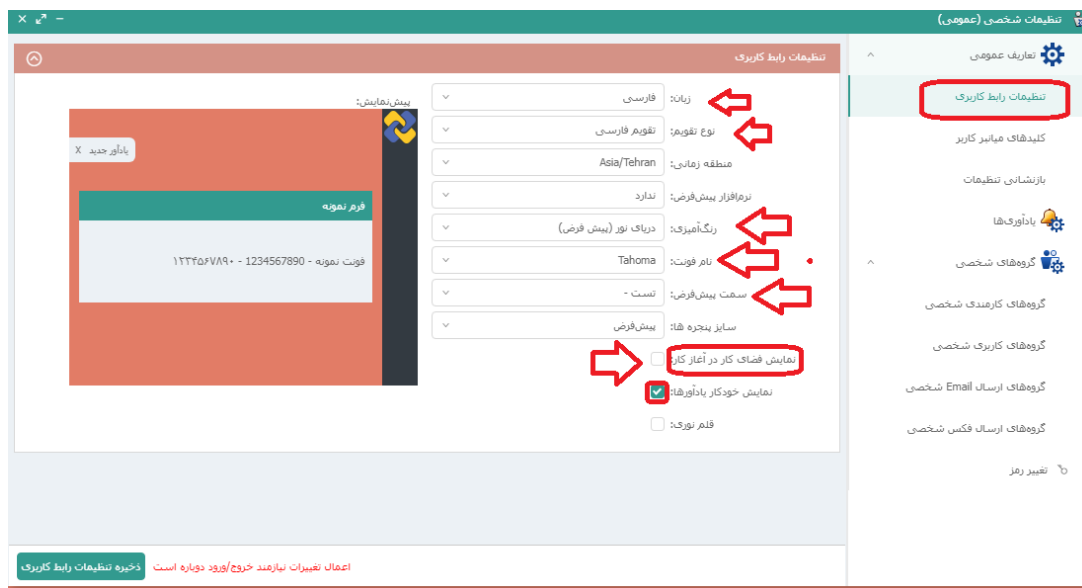 تنظیمات شخصی (عمومی)
تعاریف عمومی
تنظیمات رابط کاربری
کلیدهای میانبر کاربر
بازنشانی تنظیمات
یادآوری‌ها
گروه‌های شخصی
گروه‌های کارمندی شخصی
گروه‌های کاربری شخصی
گروه‌های ارسال Email شخصی
گروه‌های ارسال فکس شخصی
تغییر رمز
تنظیمات رابط کاربری
زبان: فارسی
نوع تقویم: تقویم فارسی
منطقه زمانی: Asia/Tehran
نرم‌افزار پیش‌فرض: ندارد
رنگ‌آمیزی: دریای نور (پیش فرض)
نام فونت: Tahoma
سمت پیش‌فرض: تست -
سایز پنجره ها: پیش‌فرض
نمایش فضای کار در آغاز کار:
نمایش خودکار یادآورها:
قلم نوری:
پیش‌نمایش:
یادآور جدید X
فرم نمونه
فونت نمونه - 1234567890 - ۱۲۳۴۵۶۷۸۹۰
اعمال تغییرات نیازمند خروج/ورود دوباره است
ذخیره تنظیمات رابط کاربری